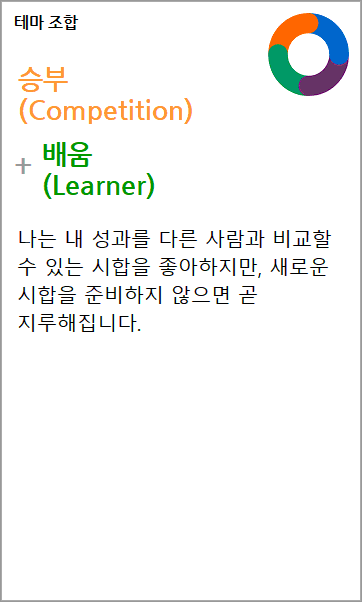 테마 조합
승부
(Competition)
+ 배움
(Learner)
나는 내 성과를 다른 사람과 비교할
수 있는 시합을 좋아하지만, 새로운
시합을 준비하지 않으면 곧
지루해집니다.